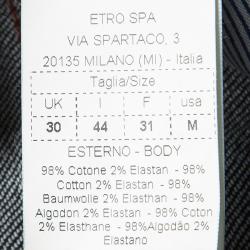 ETRO SPA
VIA SPARTACO, 3
20135 MILANO (MI) - Italia
Taglia/Size
UK I F usa
30 44 31 M
ESTERNO - BODY
98% Cotone 2% Elastan - 98%
Cotton 2% Elastan - 98%
Baumwolle 2% Elasthan - 98%
Algodon 2% Elastan - 98% Cot
on 2% Elasthane - 98%Algodão 2%
Elastano